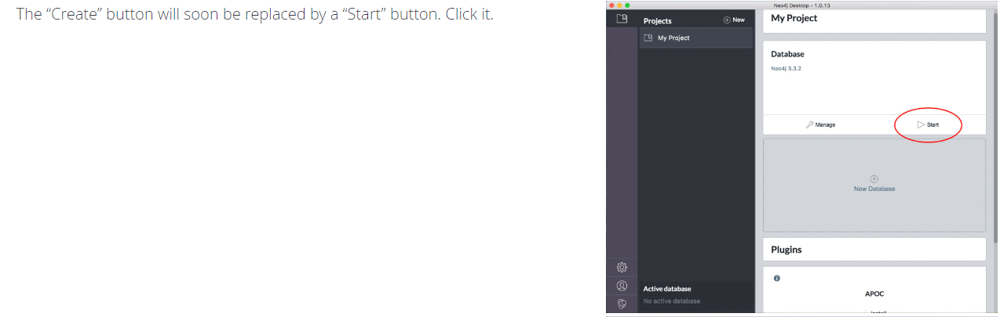 The “Create” button will soon be replaced by a “Start” button. Click it.
Neo4j Desktop - 1.0.13
Projects
New
My Project
Active database
No active database
My Project
Database
Neo4j 3.3.2
Manage
Start
New Database
Plugins
APOC
Install